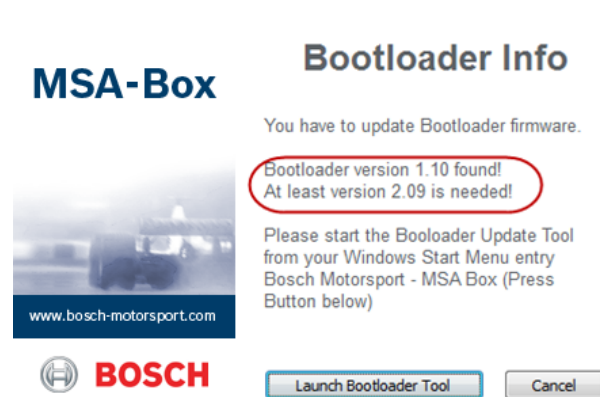 MSA-Box
www.bosch-motorsport.com
BOSCH
Bootloader Info
You have to update Bootloader firmware.
Bootloader version 1.10 found!
At least version 2.09 is needed!
Please start the Booloader Update Tool
from your Windows Start Menu entry
Bosch Motorsport - MSA Box (Press
Button below)
Launch Bootloader Tool
Cancel